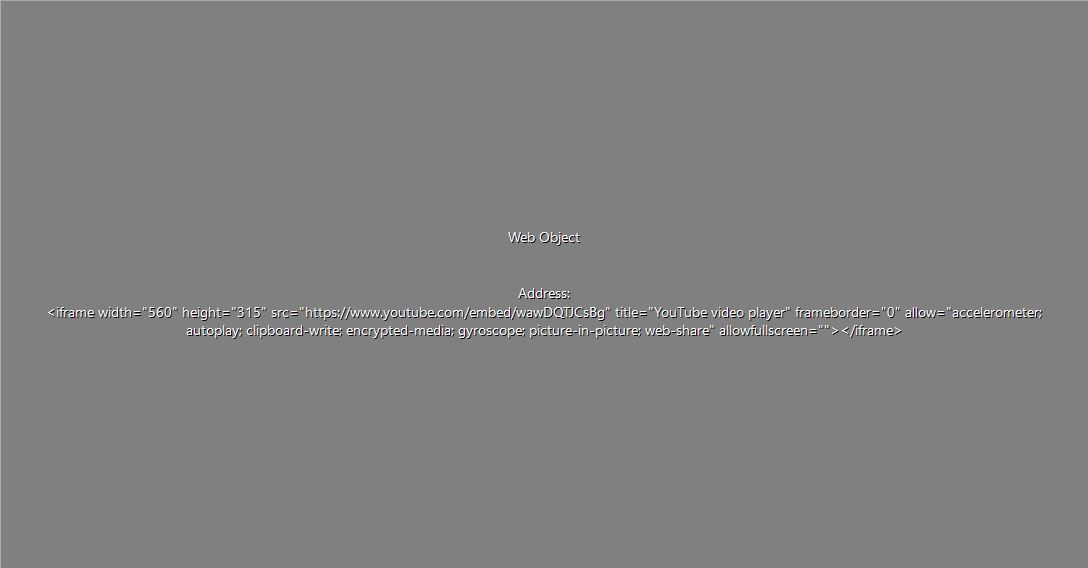 Web Object
Address:
<iframe width="560" height="315" src="https://www.youtube.com/embed/wawDQTJCsBg" title="YouTube video player" frameborder="0" allow="accelerometer;
autoplay; clipboard-write; encrypted-media; gyroscope; picture-in-picture; web-share" allowfullscreen=""></iframe>